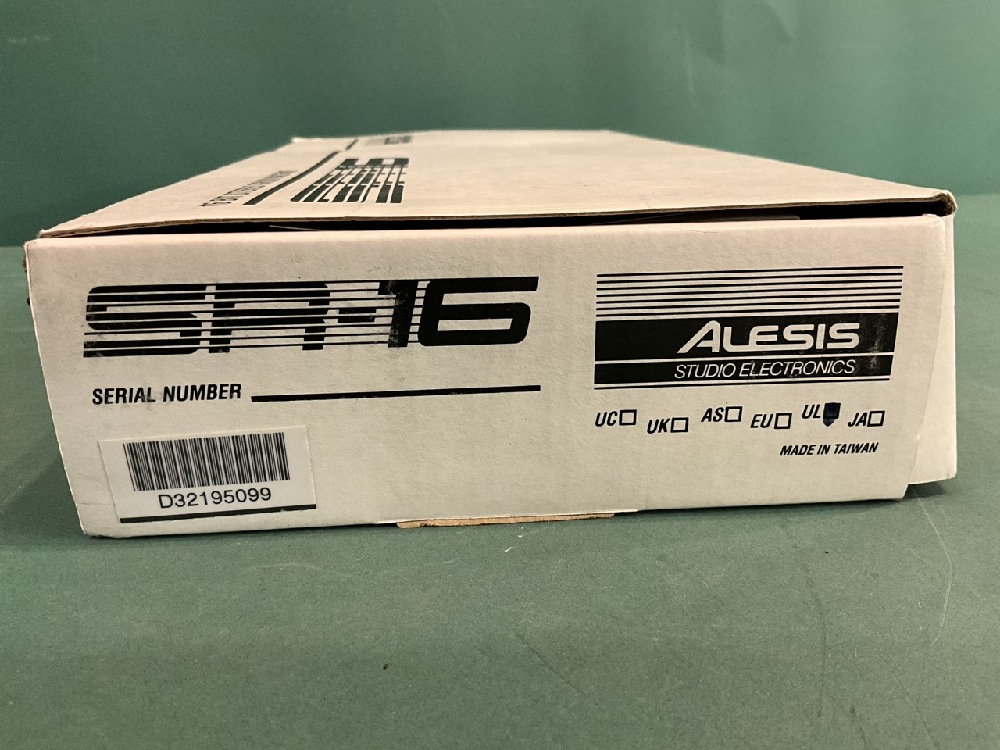 SR-16
ALESIS
STUDIO ELECTRONICS
SERIAL NUMBER
UC UK AS EU UL JA
MADE IN TAIWAN
D32195099